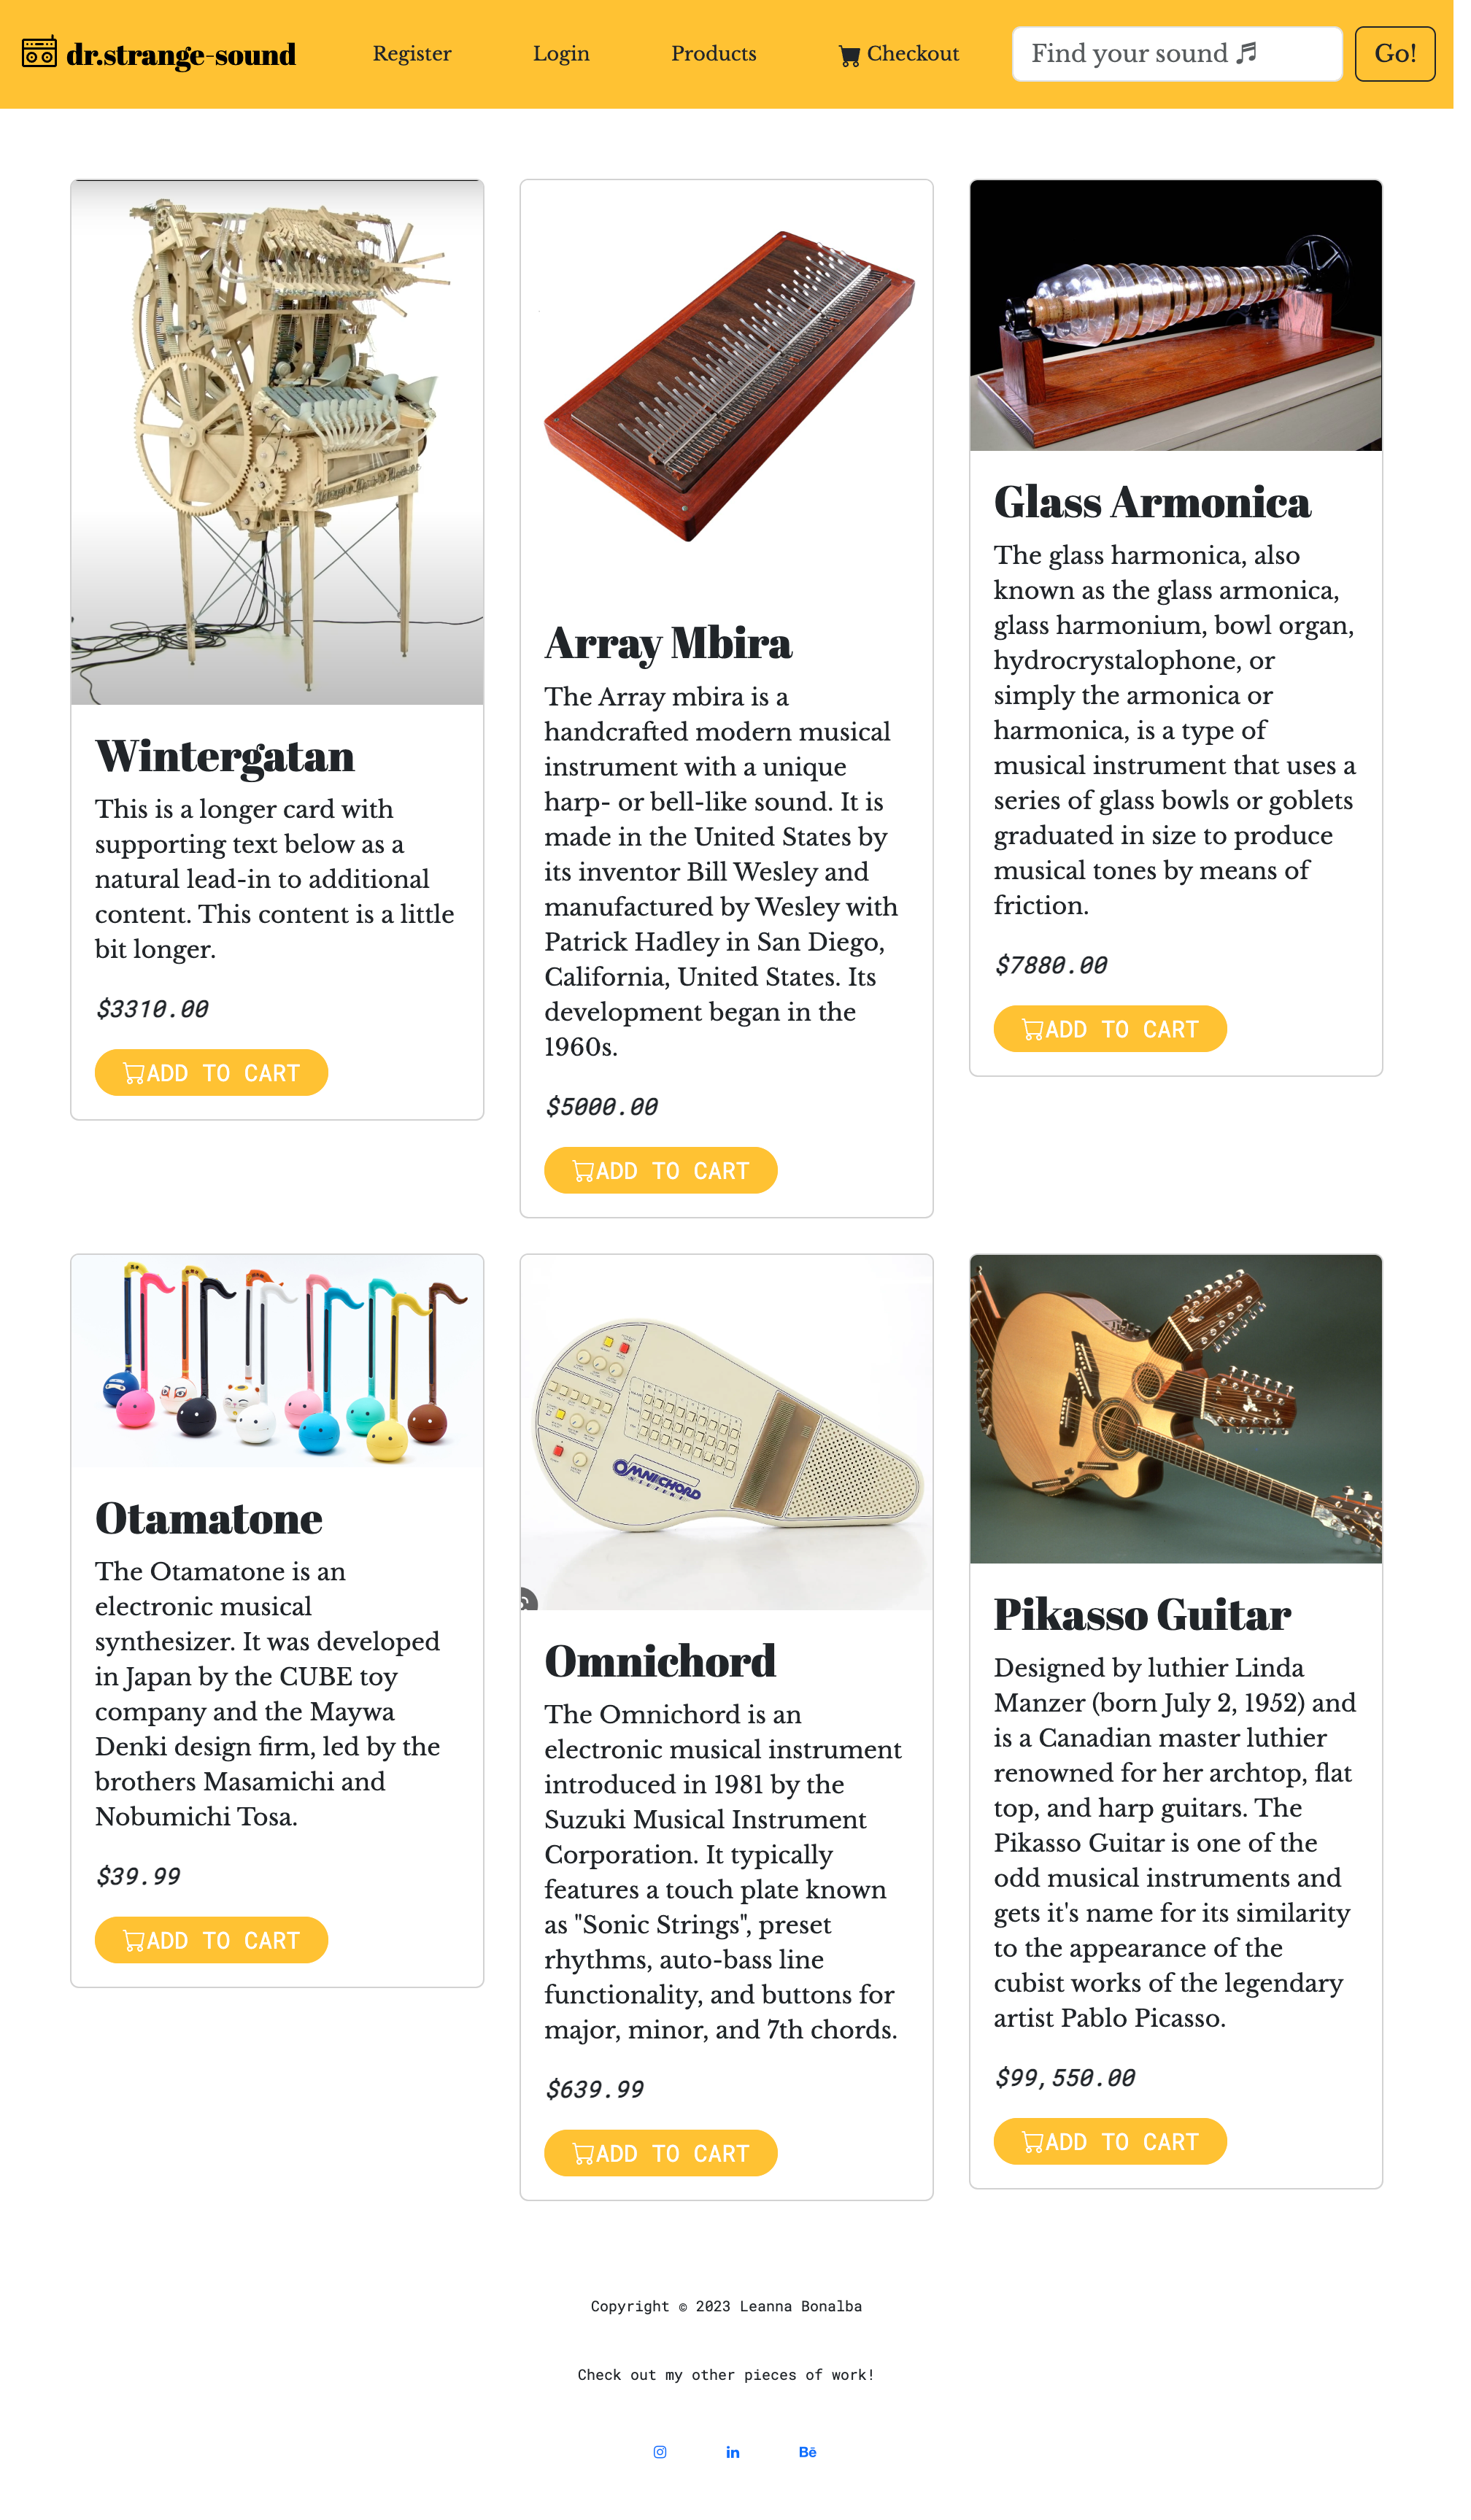 dr.strange-sound
Register
Login
Products
Checkout
Find your sound 🎵
Go!
Wintergatan
This is a longer card with
supporting text below as a
natural lead-in to additional
content. This content is a little
bit longer.
$3310.00
ADD TO CART
Array Mbira
The Array mbira is a
handcrafted modern musical
instrument with a unique
harp- or bell-like sound. It is
made in the United States by
its inventor Bill Wesley and
manufactured by Wesley with
Patrick Hadley in San Diego,
California, United States. Its
development began in the
1960s.
$5000.00
ADD TO CART
Glass Armonica
The glass harmonica, also
known as the glass armonica,
glass harmonium, bowl organ,
hydrocrystalophone, or
simply the armonica or
harmonica, is a type of
musical instrument that uses a
series of glass bowls or goblets
graduated in size to produce
musical tones by means of
friction.
$7880.00
ADD TO CART
Otamatone
The Otamatone is an
electronic musical
synthesizer. It was developed
in Japan by the CUBE toy
company and the Maywa
Denki design firm, led by the
brothers Masamichi and
Nobumichi Tosa.
$39.99
ADD TO CART
OMNICHORD
SUZUKI
Omnichord
The Omnichord is an
electronic musical instrument
introduced in 1981 by the
Suzuki Musical Instrument
Corporation. It typically
features a touch plate known
as "Sonic Strings", preset
rhythms, auto-bass line
functionality, and buttons for
major, minor, and 7th chords.
$639.99
ADD TO CART
Pikasso Guitar
Designed by luthier Linda
Manzer (born July 2, 1952) and
is a Canadian master luthier
renowned for her archtop, flat
top, and harp guitars. The
Pikasso Guitar is one of the
odd musical instruments and
gets it's name for its similarity
to the appearance of the
cubist works of the legendary
artist Pablo Picasso.
$99,550.00
ADD TO CART
Copyright © 2023 Leanna Bonalba
Check out my other pieces of work!
in
Bē